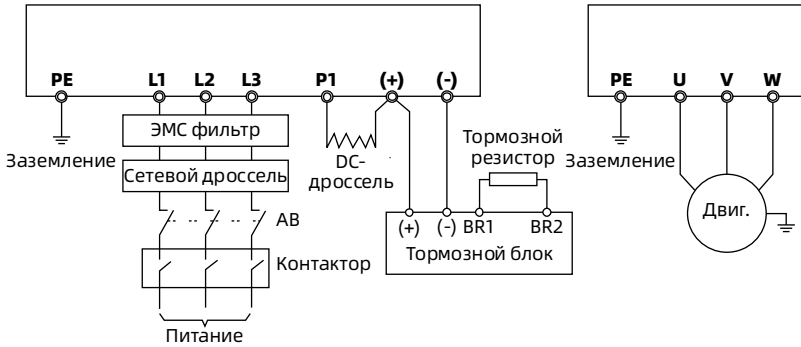 PE L1 L2 L3 P1 (+) (-)
PE U V W
ЭМС фильтр
Заземление
DC-
дроссель
Тормозной
резистор
Заземление
Сетевой дроссель
АВ
(+) (-) BR1 BR2
Тормозной блок
Двиг.
Контактор
Питание